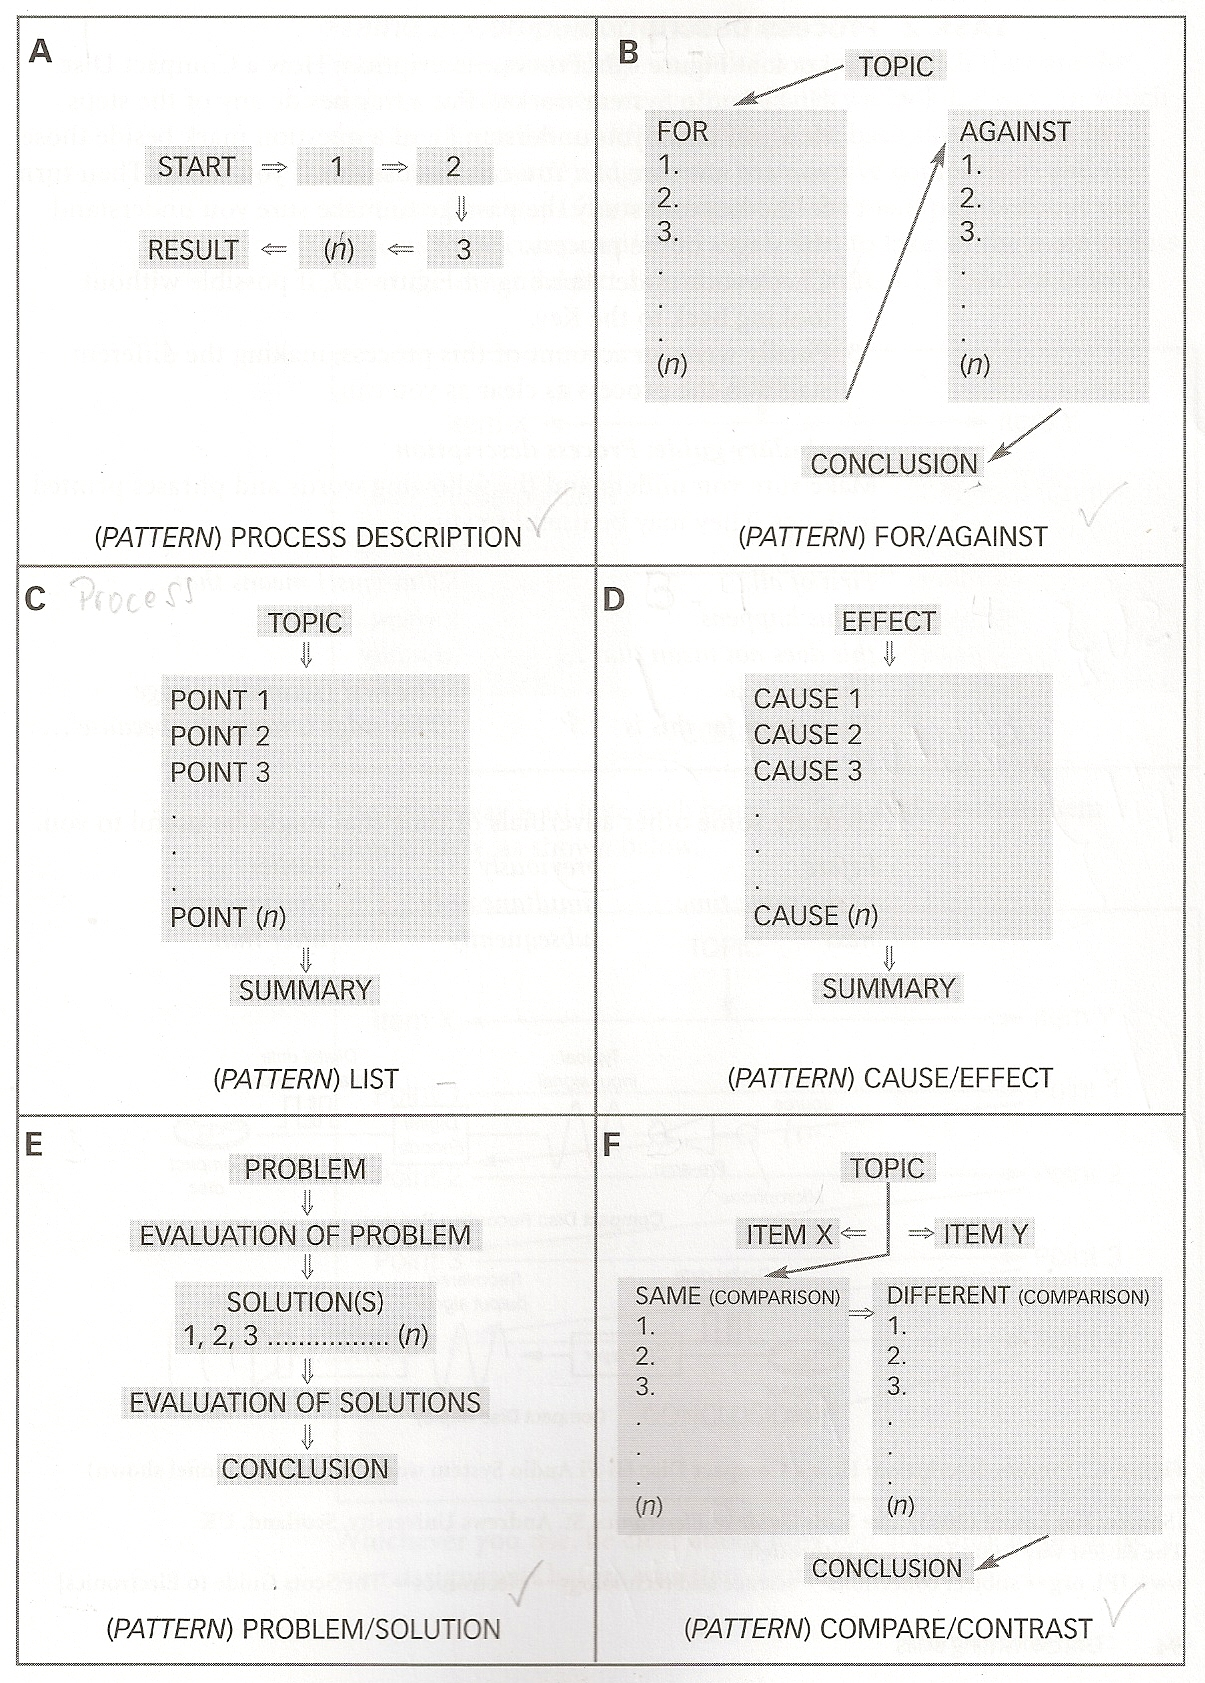 A
START ⇒ 1 ⇒ 2
RESULT ⇐ (n) ⇐ 3
(PATTERN) PROCESS DESCRIPTION
B
TOPIC
FOR
1.
2.
3.
.
.
.
(n)
AGAINST
1.
2.
3.
.
.
.
(n)
CONCLUSION
(PATTERN) FOR/AGAINST
C
Process
TOPIC
POINT 1
POINT 2
POINT 3
.
.
.
POINT (n)
SUMMARY
(PATTERN) LIST
D
EFFECT
CAUSE 1
CAUSE 2
CAUSE 3
.
.
.
CAUSE (n)
SUMMARY
(PATTERN) CAUSE/EFFECT
E
PROBLEM
EVALUATION OF PROBLEM
SOLUTION(S)
1, 2, 3 ................ (n)
EVALUATION OF SOLUTIONS
CONCLUSION
(PATTERN) PROBLEM/SOLUTION
F
TOPIC
ITEM X ⇐ ⇒ ITEM Y
SAME (COMPARISON)
1.
2.
3.
.
.
.
(n)
DIFFERENT (COMPARISON)
1.
2.
3.
.
.
.
(n)
CONCLUSION
(PATTERN) COMPARE/CONTRAST